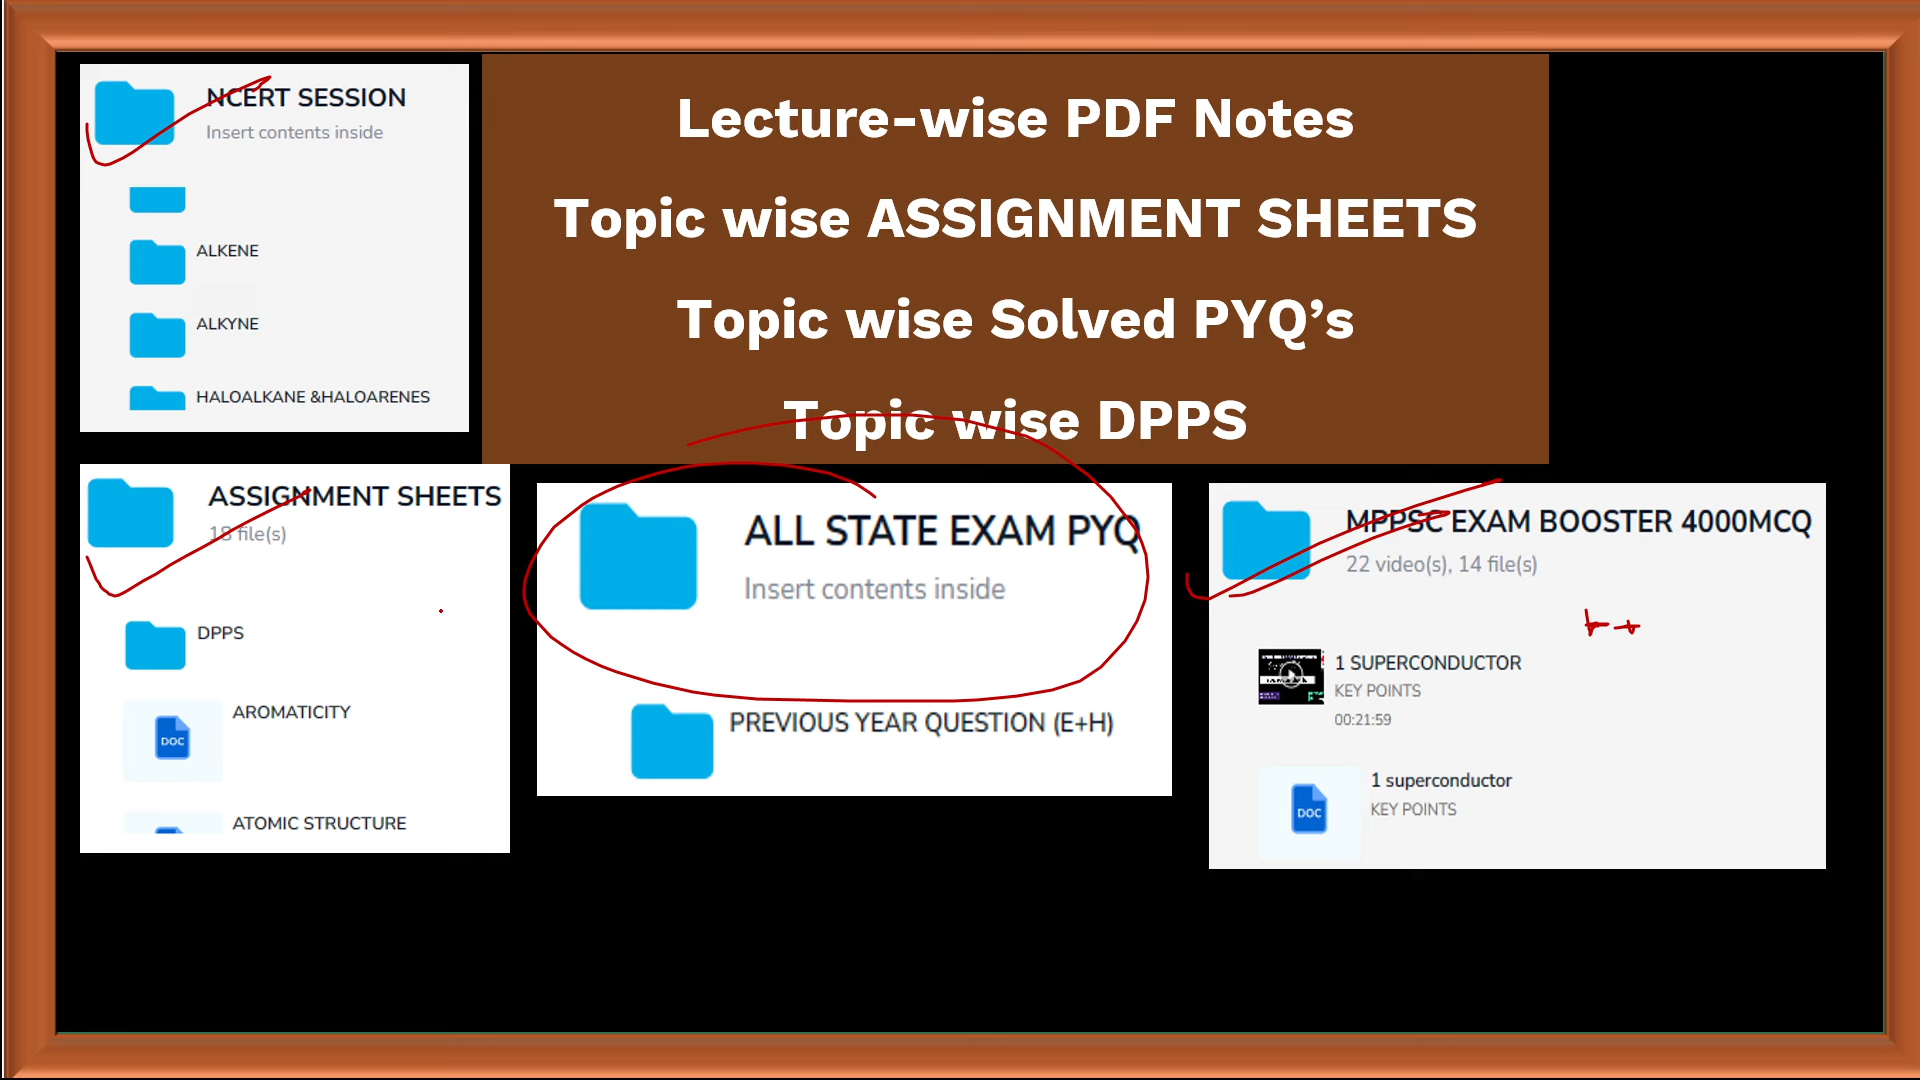 NCERT SESSION
Insert contents inside
ALKENE
ALKYNE
HALOALKANE &HALOARENES
Lecture-wise PDF Notes
Topic wise ASSIGNMENT SHEETS
Topic wise Solved PYQ’s
Topic wise DPPS
ASSIGNMENT SHEETS
18 file(s)
DPPS
AROMATICITY
DOC
ATOMIC STRUCTURE
ALL STATE EXAM PYQ
Insert contents inside
PREVIOUS YEAR QUESTION (E+H)
MPPSC EXAM BOOSTER 4000MCQ
22 video(s), 14 file(s)
1 SUPERCONDUCTOR
KEY POINTS
00:21:59
1 superconductor
KEY POINTS
DOC